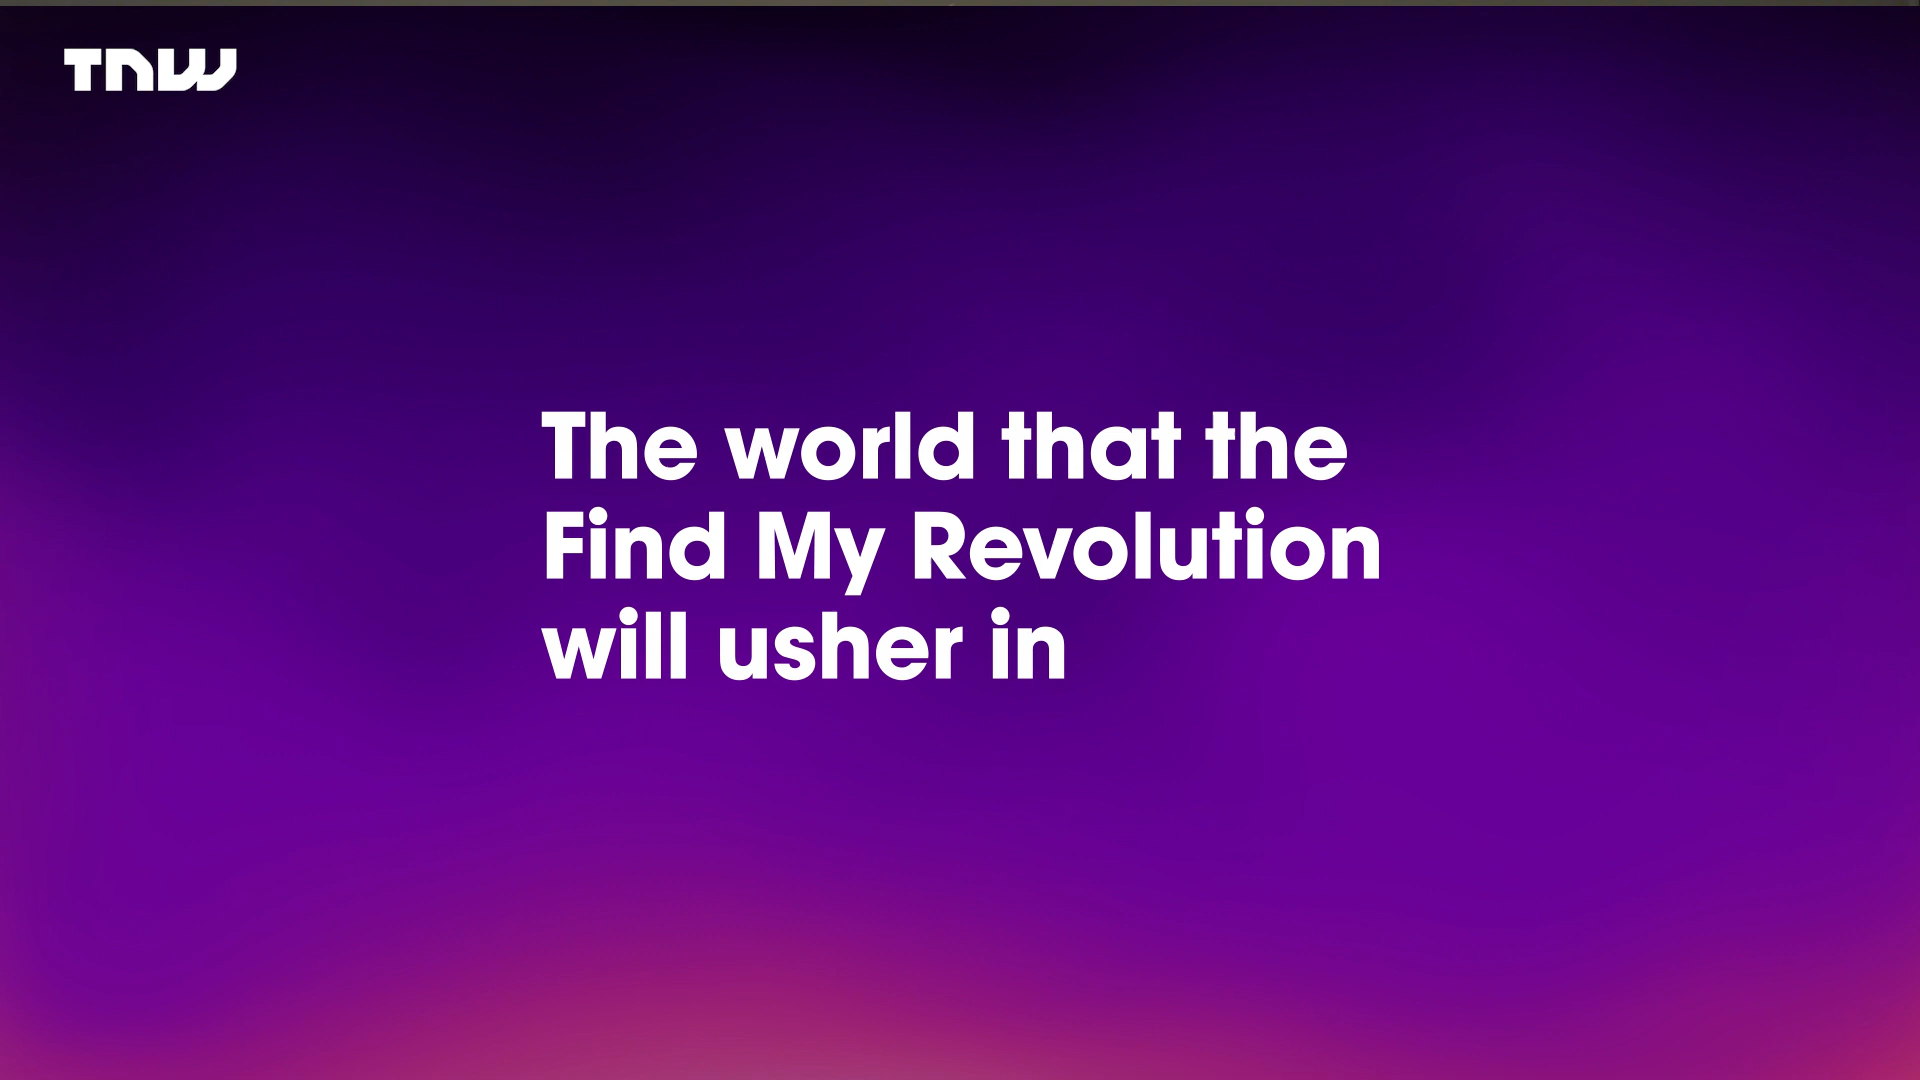 TNW
The world that the
Find My Revolution
will usher in